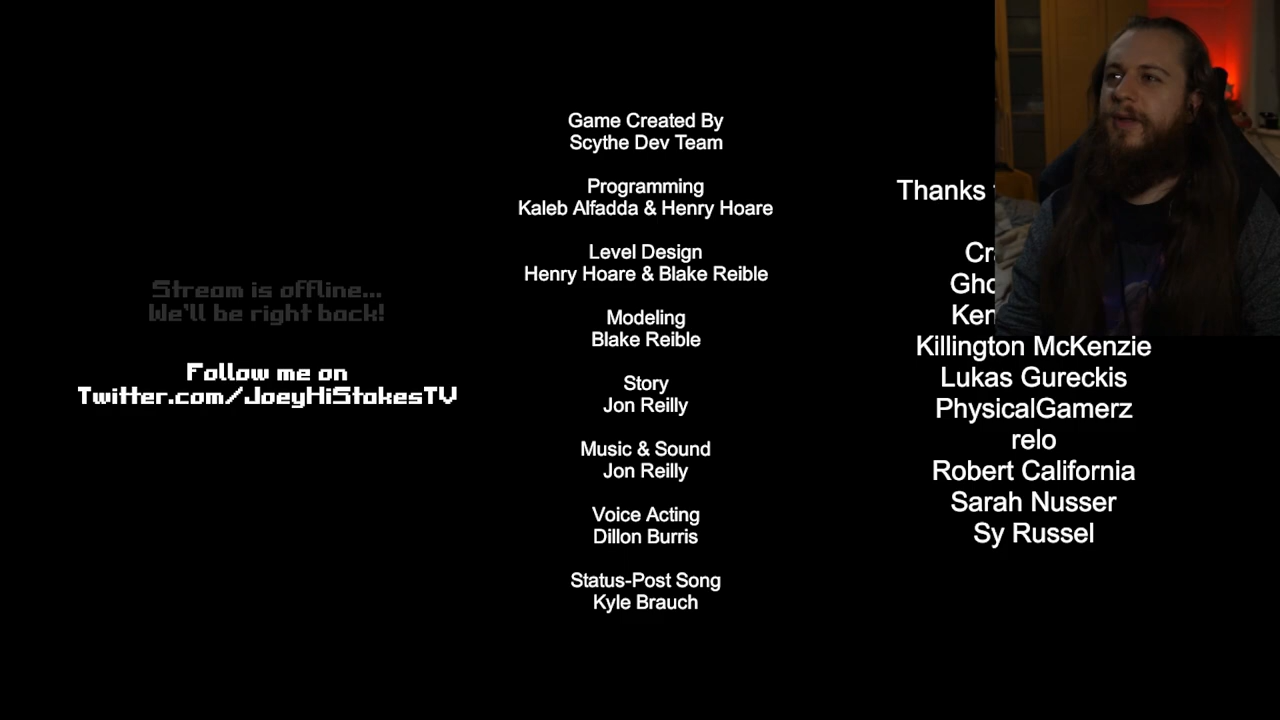 Stream is offline...
We'll be right back!
Follow me on
Twitter.com/JoeyHiStakesTV
Game Created By
Scythe Dev Team
Programming
Kaleb Alfadda & Henry Hoare
Level Design
Henry Hoare & Blake Reible
Modeling
Blake Reible
Story
Jon Reilly
Music & Sound
Jon Reilly
Voice Acting
Dillon Burris
Status-Post Song
Kyle Brauch
Thanks
Killington McKenzie
Lukas Gureckis
PhysicalGamerz
relo
Robert California
Sarah Nusser
Sy Russel